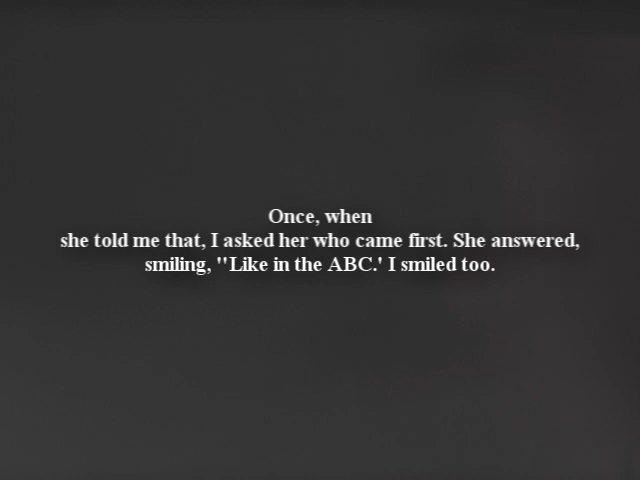 Once, when
she told me that, I asked her who came first. She answered,
smiling, "Like in the ABC.' I smiled too.